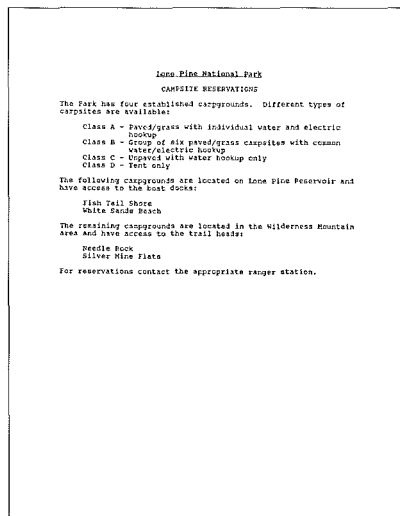 Lone Pine National Park
CAMPSITE RESERVATIONS
The Park has four established campgrounds. Different types of
campsites are available:
Class A - Paved/grass with individual water and electric
hookup
Class B - Group of six paved/grass campsites with common
water/electric hookup
Class C - Unpaved with water hookup only
Class D - Tent only
The following campgrounds are located on Lone Pine Reservoir and
have access to the boat docks:
Fish Tail Shore
White Sands Beach
The remaining campgrounds are located in the Wilderness Mountain
area and have access to the trail heads:
Needle Rock
Silver Mine Flats
For reservations contact the appropriate ranger station.